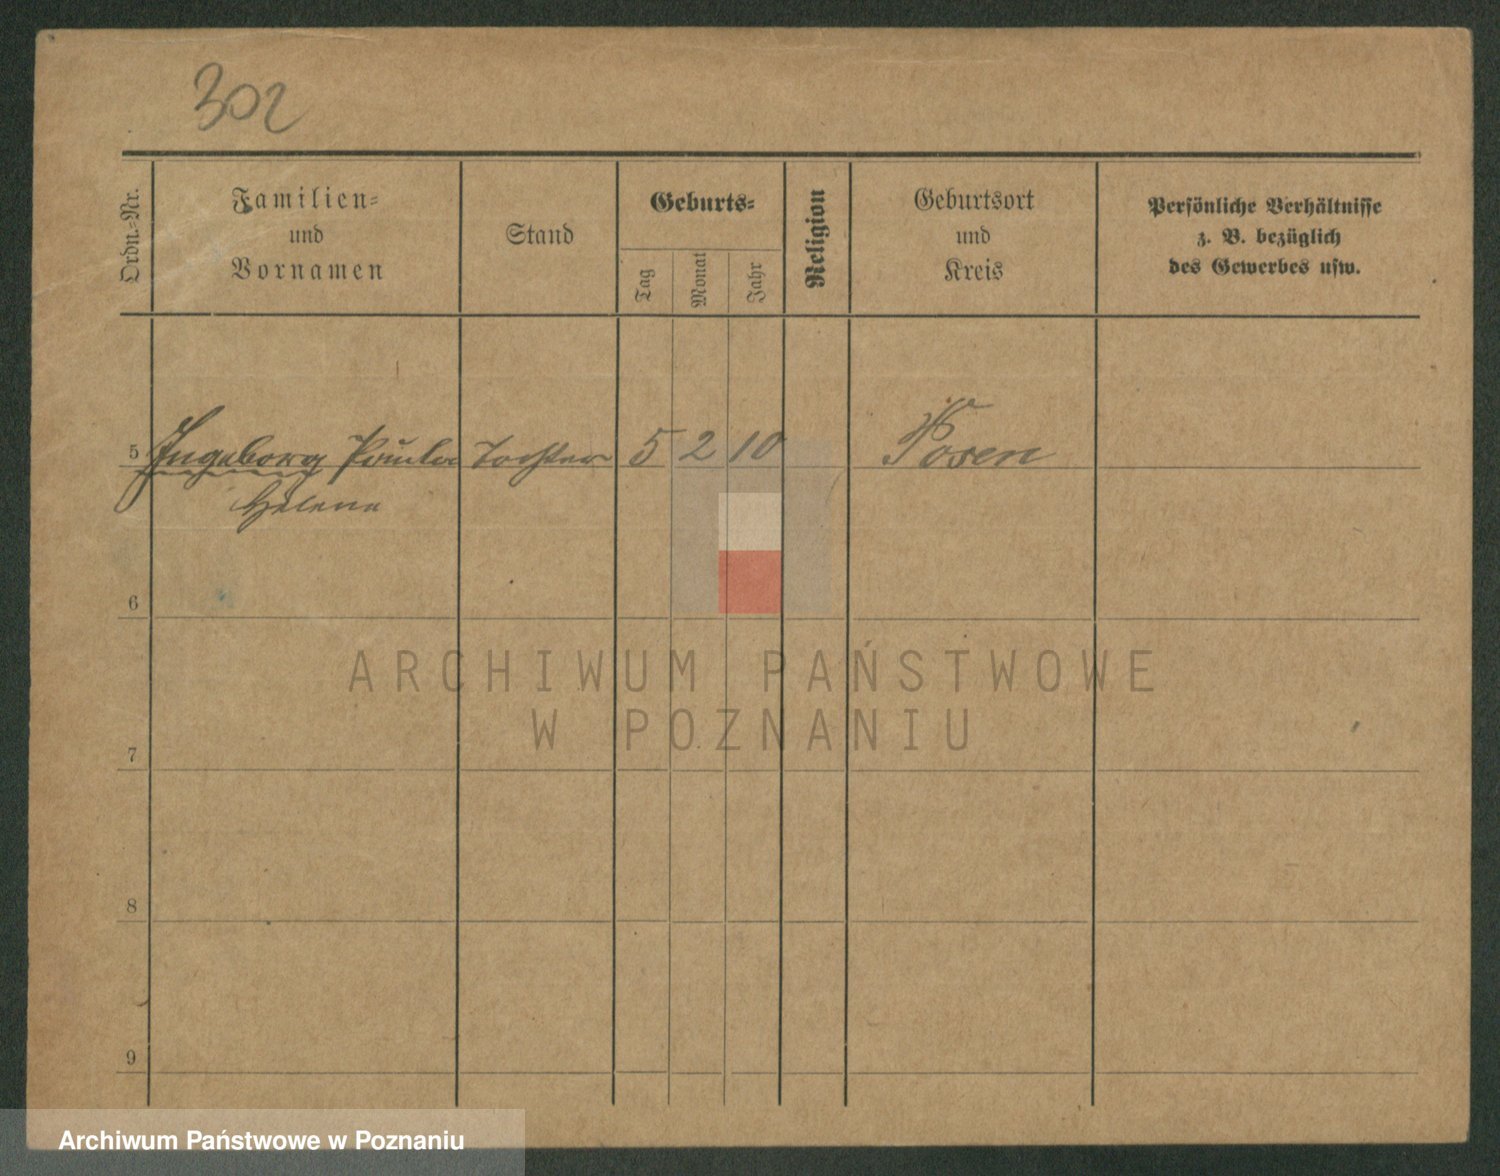 302
Ordn.-Nr.
Familien-
und
Vornamen
Stand
Geburts-
Tag
Monat
Jahr
Religion
Geburtsort
und
Kreis
Persönliche Verhältnisse
z. B. bezüglich
des Gewerbes usw.
5 Ingeborg Paula Tochter 5 2 10 Posen
Helene
6
ARCHIWUM PAŃSTWOWE
W POZNANIU
7
8
9
Archiwum Państwowe w Poznaniu